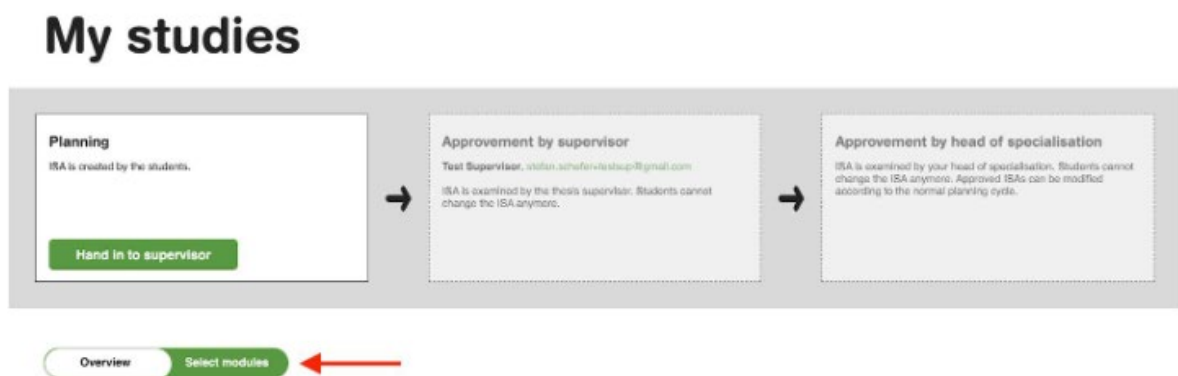 My studies
Planning
ISA is created by the students.
Hand in to supervisor
Approvement by supervisor
Test Supervisor,
ISA is examined by the thesis supervisor. Students cannot
change the ISA anymore.
Approvement by head of specialisation
ISA is examined by your head of specialisation. Students cannot
change the ISA anymore. Approved ISAs can be modified
according to the normal planning cycle.
Overview
Select modules